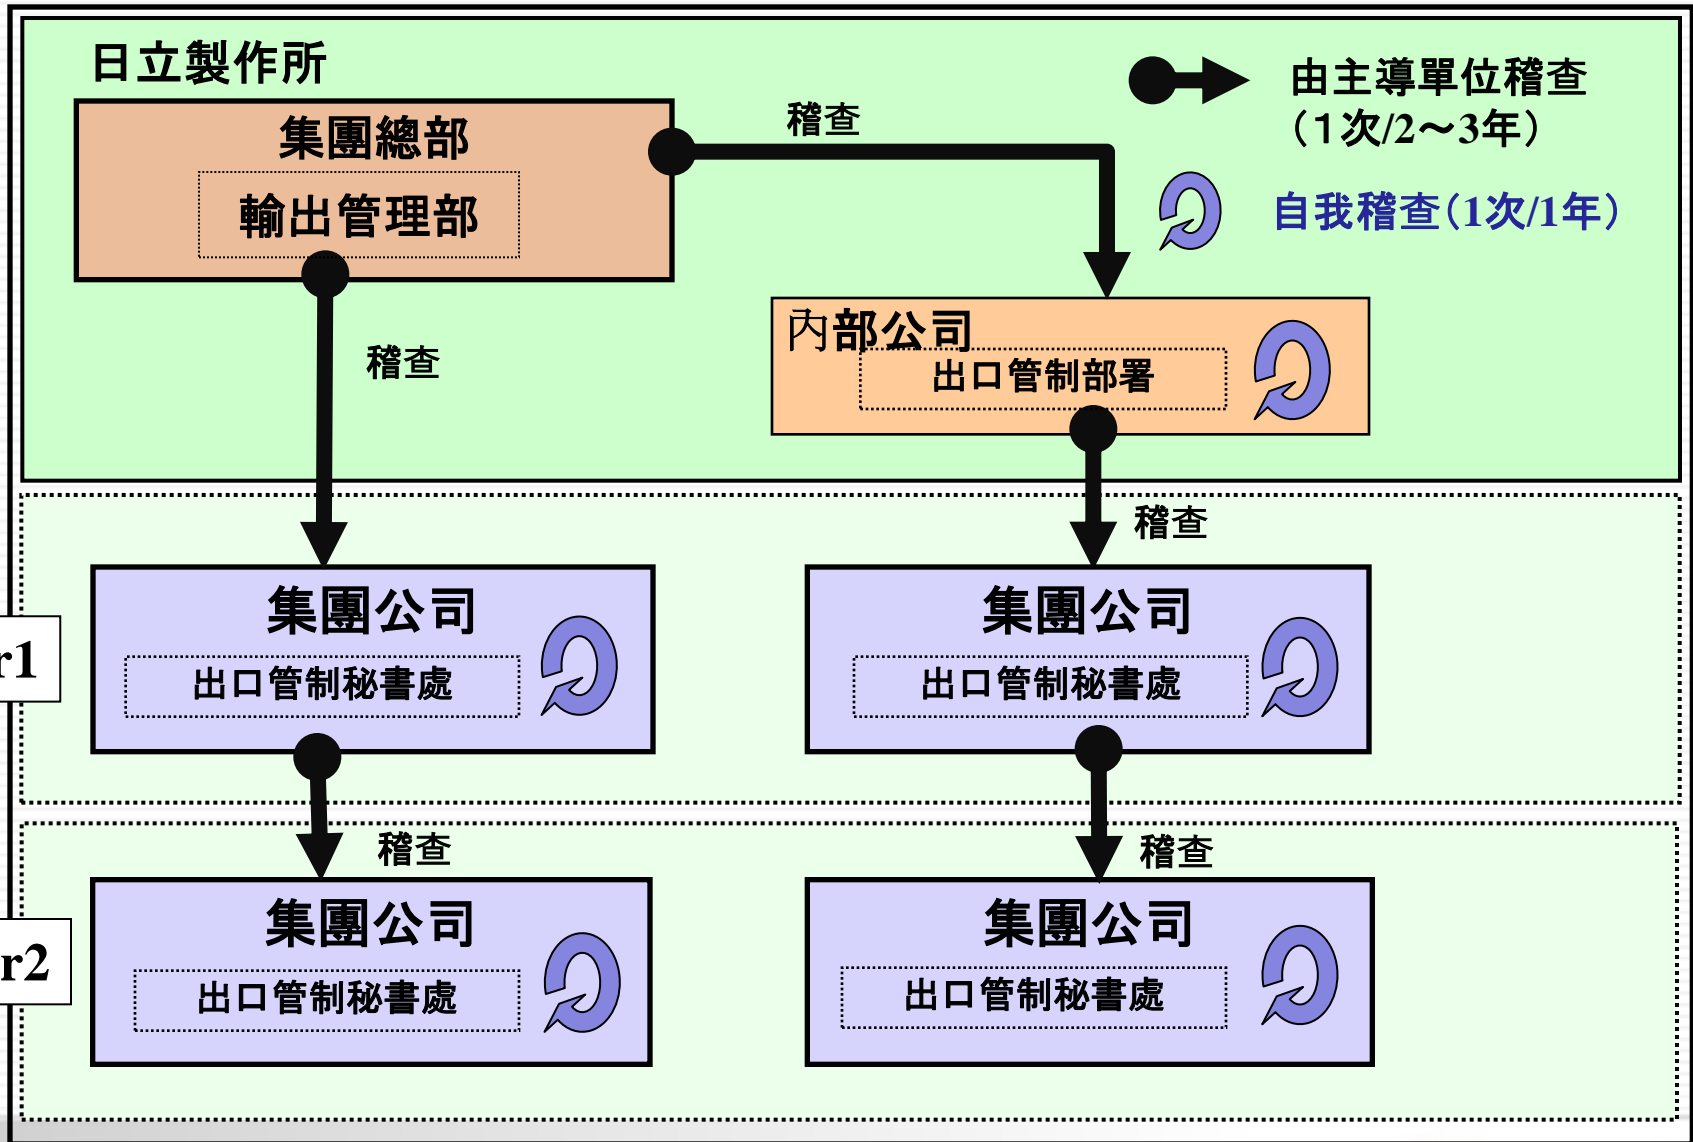 日立製作所
集團總部
輸出管理部
稽查
由主導單位稽查
（1次/2～3年）
自我稽查（1次/1年）
稽查
內部公司
出口管制部署
稽查
r1
集團公司
出口管制秘書處
集團公司
出口管制秘書處
稽查
稽查
r2
集團公司
出口管制秘書處
集團公司
出口管制秘書處